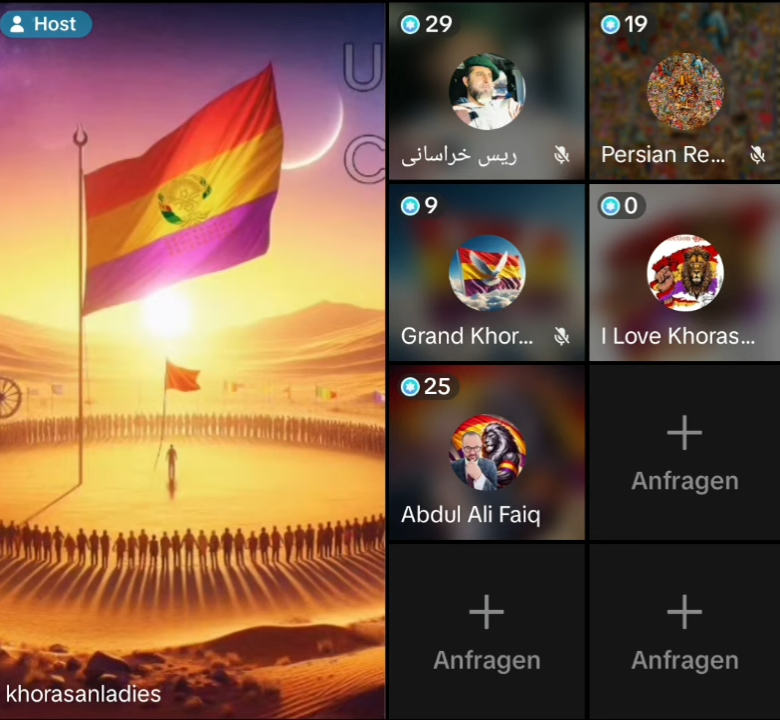 Host
U
C
khorasanladies
29
ریس خراسانی
19
Persian Re...
9
Grand Khor...
0
I Love Khoras...
25
Abdul Ali Faiq
Anfragen
Anfragen
Anfragen